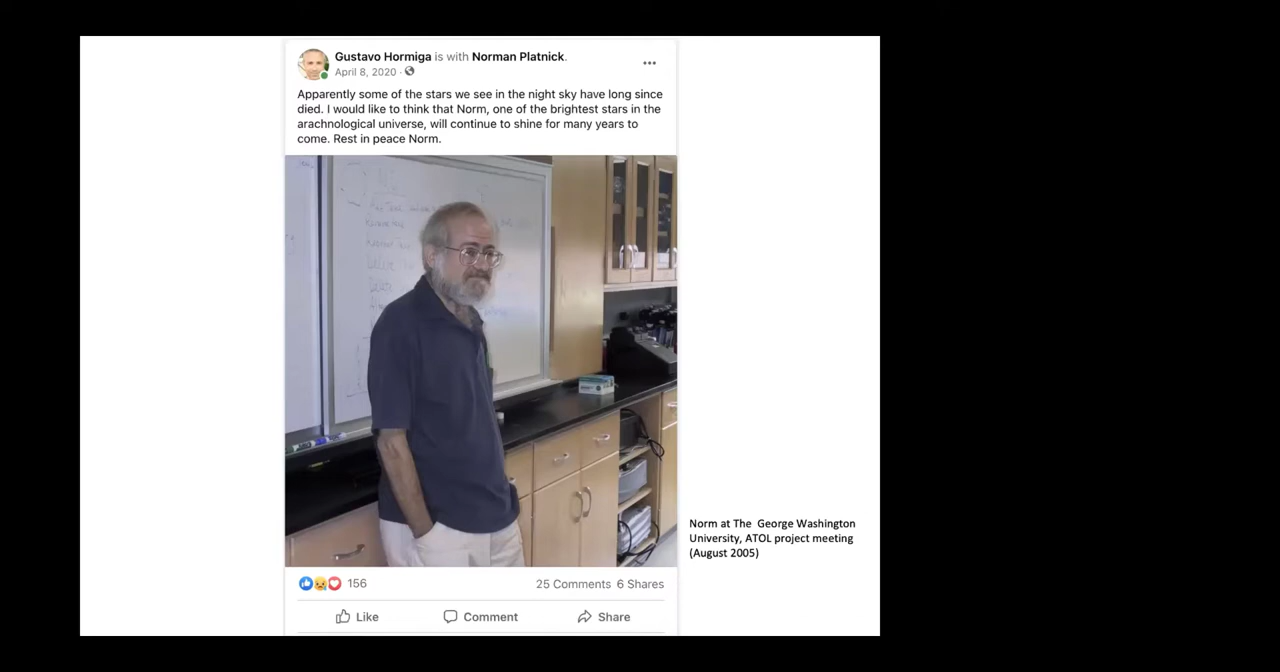 Gustavo Hormiga is with Norman Platnick.
April 8, 2020 ·
Apparently some of the stars we see in the night sky have long since
died. I would like to think that Norm, one of the brightest stars in the
arachnological universe, will continue to shine for many years to
come. Rest in peace Norm.
Norm at The George Washington
University, ATOL project meeting
(August 2005)
156
25 Comments 6 Shares
Like
Comment
Share